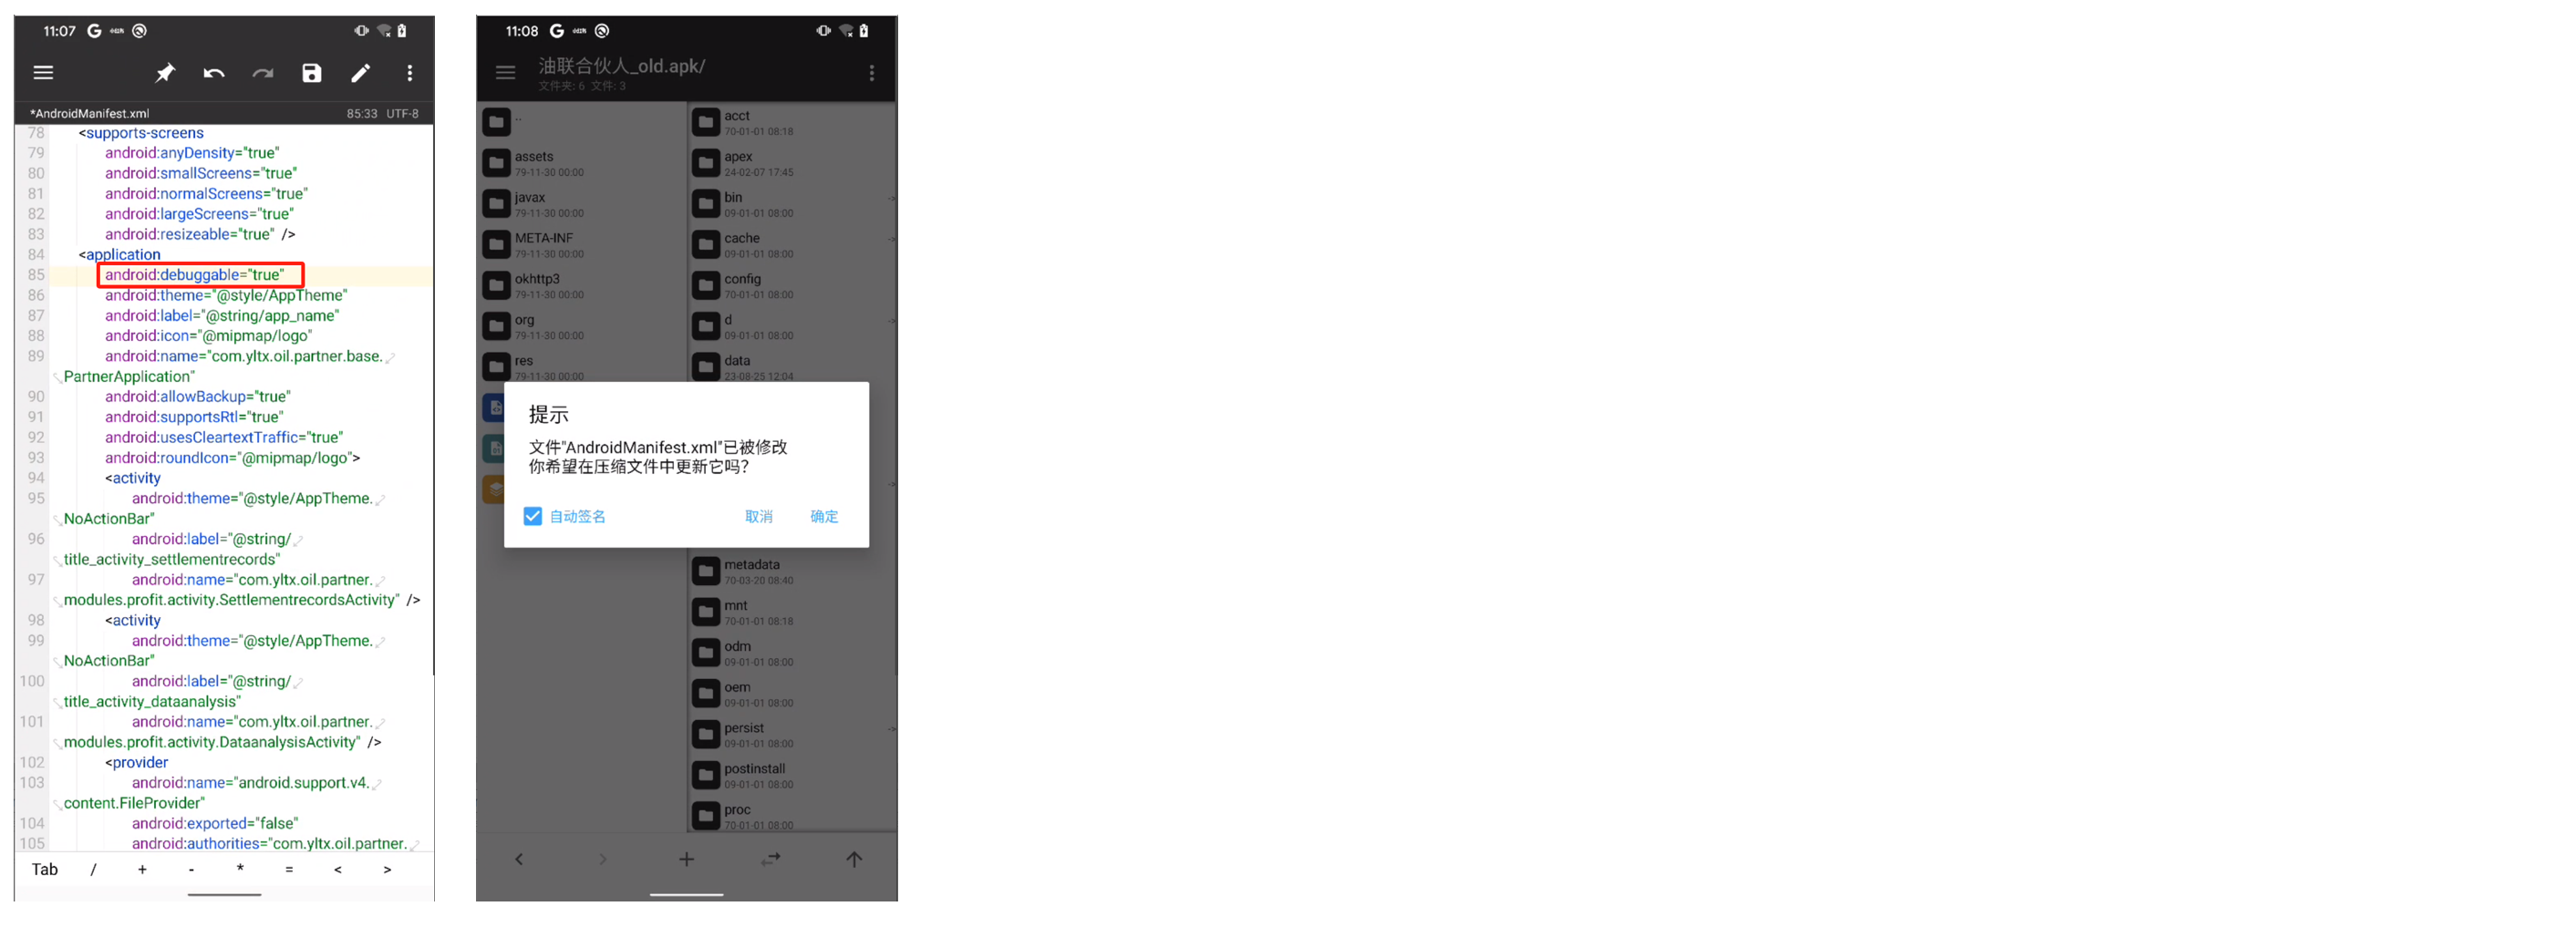 11:07
*AndroidManifest.xml
85:33 UTF-8
78 <supports-screens
79 android:anyDensity="true"
80 android:smallScreens="true"
81 android:normalScreens="true"
82 android:largeScreens="true"
83 android:resizeable="true" />
84 <application
85 android:debuggable="true"
86 android:theme="@style/AppTheme"
87 android:label="@string/app_name"
88 android:icon="@mipmap/logo"
89 android:name="com.yltx.oil.partner.base.
PartnerApplication"
90 android:allowBackup="true"
91 android:supportsRtl="true"
92 android:usesCleartextTraffic="true"
93 android:roundIcon="@mipmap/logo">
94 <activity
95 android:theme="@style/AppTheme.
NoActionBar"
96 android:label="@string/
title_activity_settlementrecords"
97 android:name="com.yltx.oil.partner.
modules.profit.activity.SettlementrecordsActivity" />
98 <activity
99 android:theme="@style/AppTheme.
NoActionBar"
100 android:label="@string/
title_activity_dataanalysis"
101 android:name="com.yltx.oil.partner.
modules.profit.activity.DataanalysisActivity" />
102 <provider
103 android:name="android.support.v4.
content.FileProvider"
104 android:exported="false"
105 android:authorities="com.yltx.oil.partner.
Tab / + - * = < >
11:08
油联合伙人_old.apk/
文件夹: 6 文件: 3
..
assets
79-11-30 00:00
javax
79-11-30 00:00
META-INF
79-11-30 00:00
okhttp3
79-11-30 00:00
org
79-11-30 00:00
res
79-11-30 00:00
acct
70-01-01 08:18
apex
24-02-07 17:45
bin
09-01-01 08:00
cache
09-01-01 08:00
config
70-01-01 08:00
d
09-01-01 08:00
data
23-08-25 12:04
提示
文件"AndroidManifest.xml"已被修改
你希望在压缩文件中更新它吗？
自动签名
取消
确定
metadata
70-03-20 08:40
mnt
70-01-01 08:18
odm
09-01-01 08:00
oem
09-01-01 08:00
persist
09-01-01 08:00
postinstall
09-01-01 08:00
proc
70-01-01 08:00